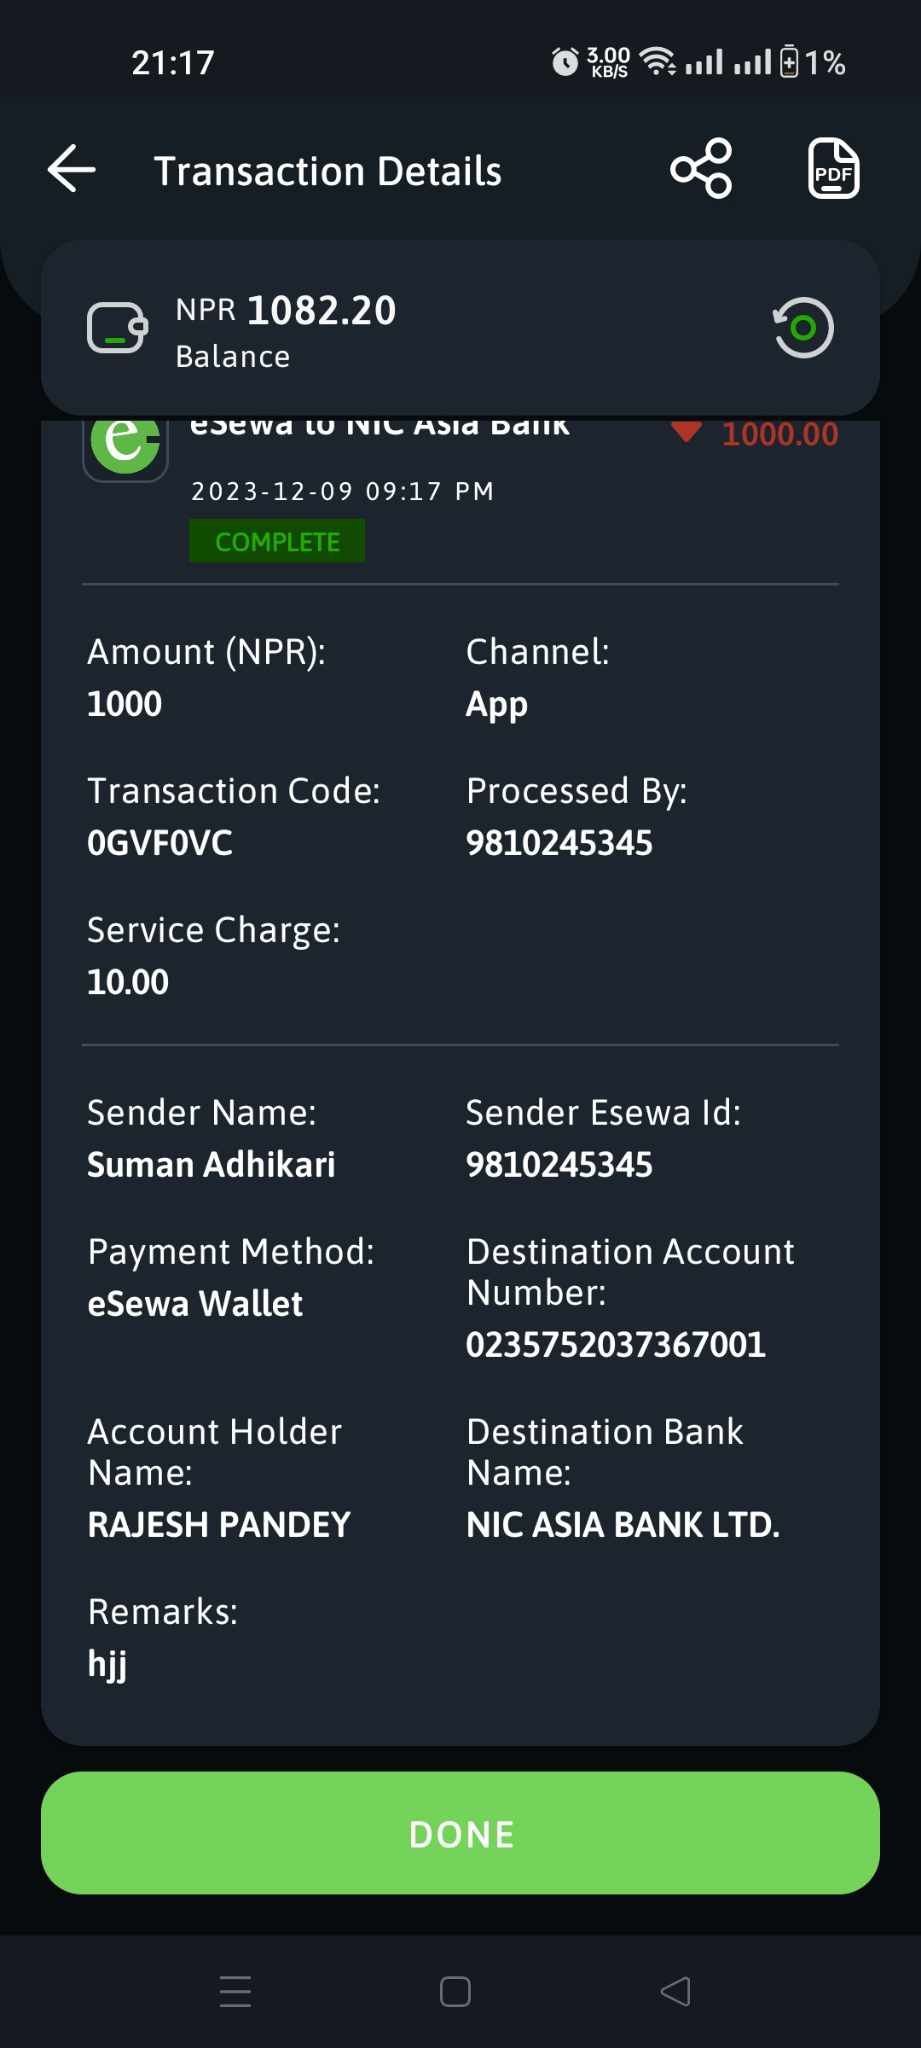 21:17
3.00
KB/S
1%
Transaction Details
PDF
NPR 1082.20
Balance
e
eSewa to NIC Asia Bank
1000.00
2023-12-09 09:17 PM
COMPLETE
Amount (NPR):
Channel:
1000
App
Transaction Code:
Processed By:
0GVF0VC
9810245345
Service Charge:
10.00
Sender Name:
Sender Esewa Id:
Suman Adhikari
9810245345
Payment Method:
Destination Account
Number:
eSewa Wallet
0235752037367001
Account Holder
Name:
Destination Bank
Name:
RAJESH PANDEY
NIC ASIA BANK LTD.
Remarks:
hjj
DONE